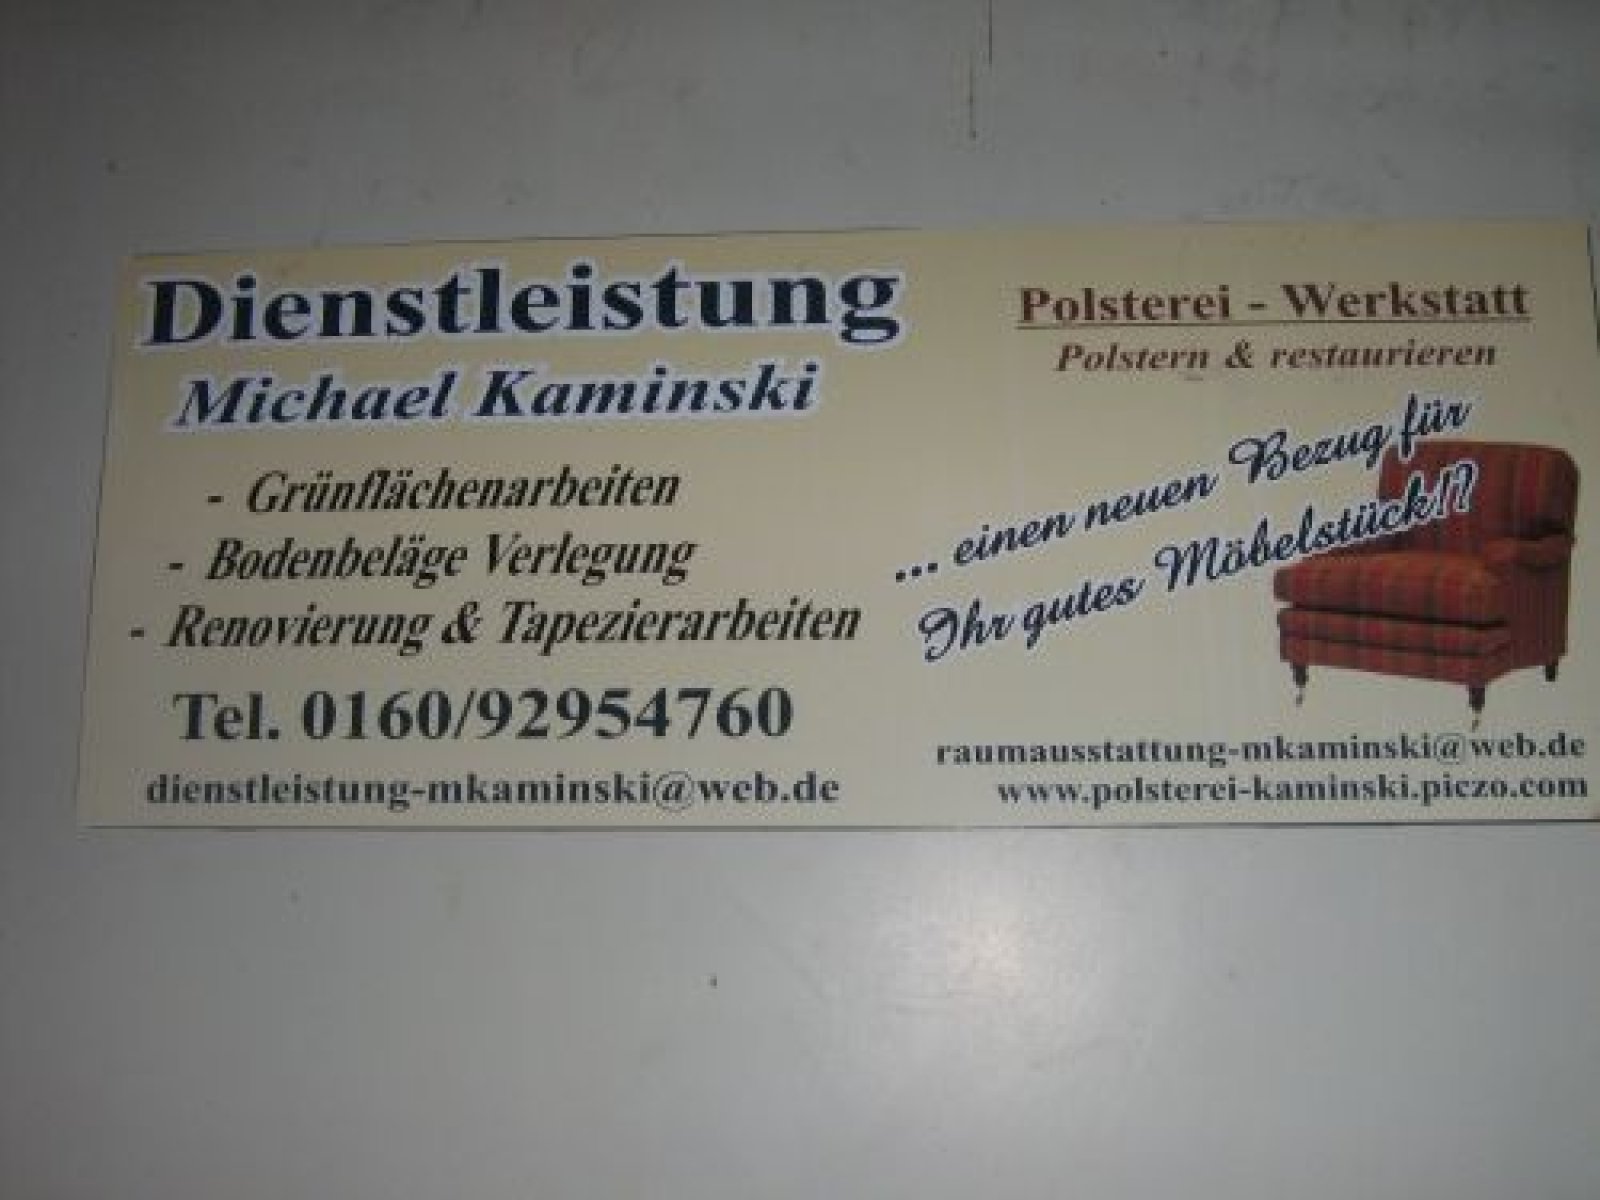 Dienstleistung
Michael Kaminski
- Grünflächenarbeiten
- Bodenbeläge Verlegung
- Renovierung & Tapezierarbeiten
Tel. 0160/92954760
dienstleistung-mkaminski@web.de
Polsterei - Werkstatt
Polstern & restaurieren
... einen neuen Bezug für
Ihr gutes Möbelstück!?
raumausstattung-mkaminski@web.de
www.polsterei-kaminski.piczo.com